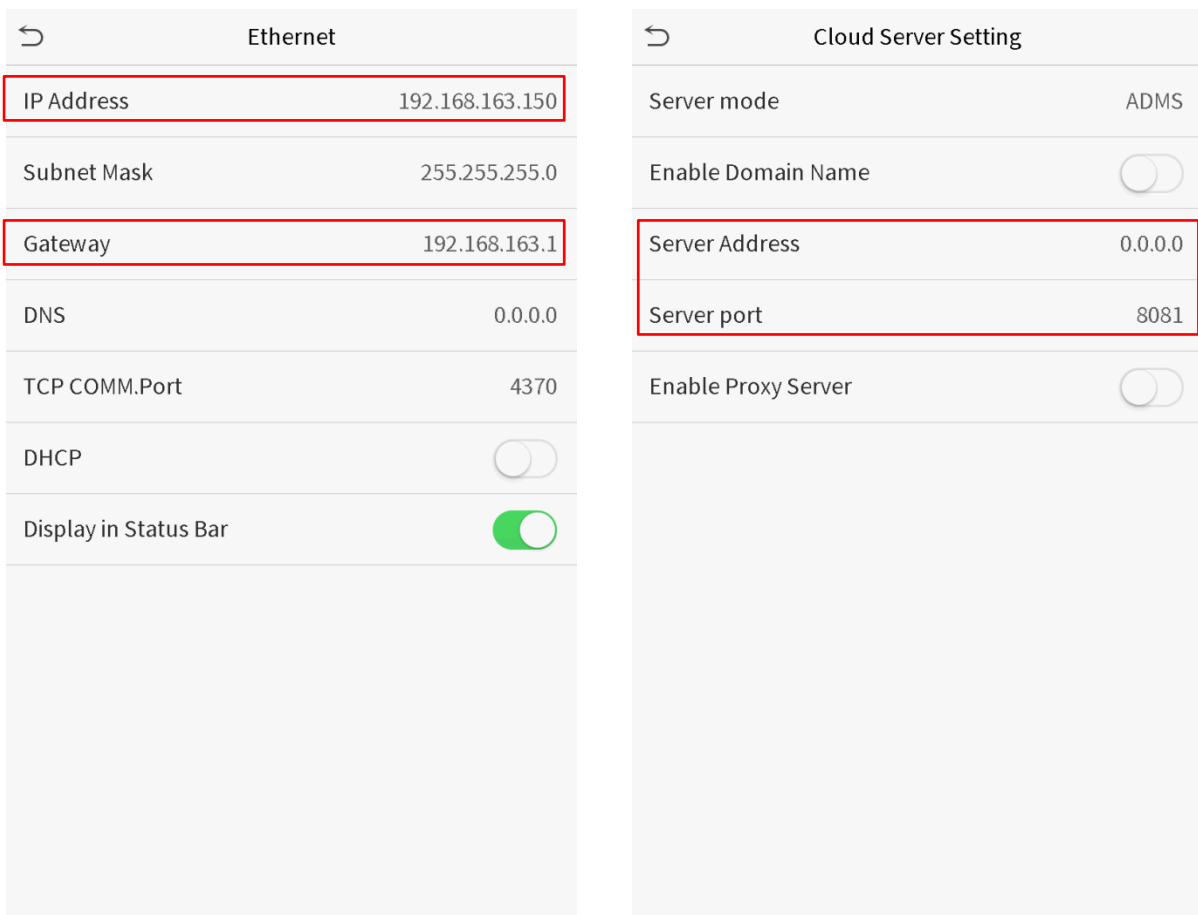 Ethernet
IP Address 192.168.163.150
Subnet Mask 255.255.255.0
Gateway 192.168.163.1
DNS 0.0.0.0
TCP COMM.Port 4370
DHCP
Display in Status Bar
Cloud Server Setting
Server mode ADMS
Enable Domain Name
Server Address 0.0.0.0
Server port 8081
Enable Proxy Server